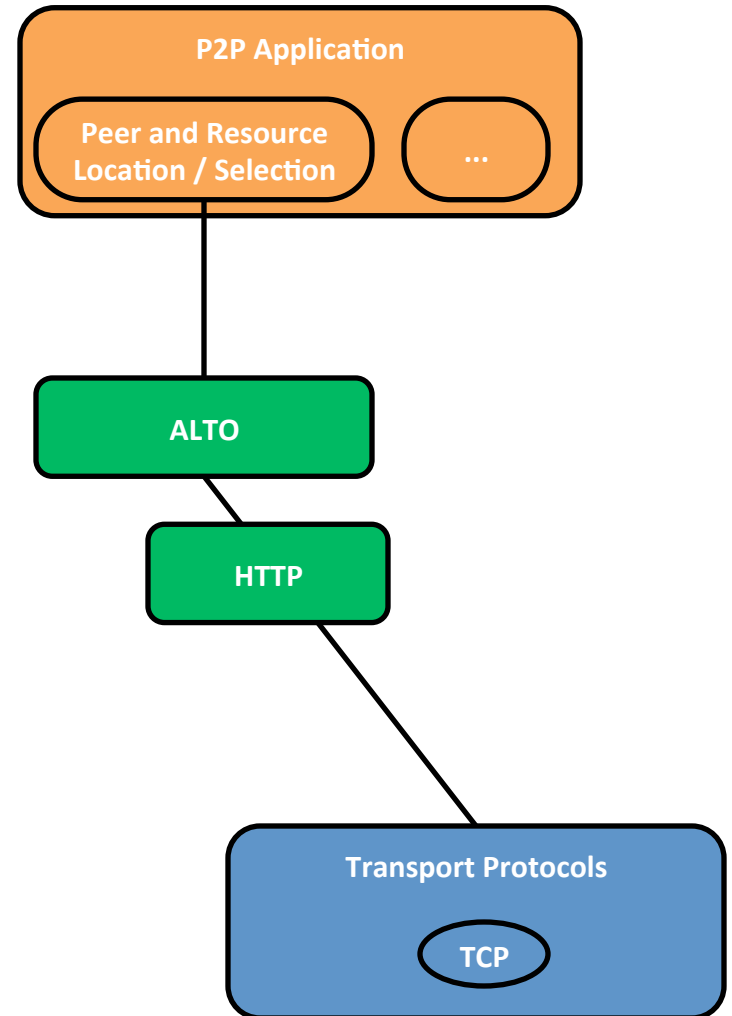 P2P Application
Peer and Resource
Location / Selection
...
ALTO
HTTP
Transport Protocols
TCP